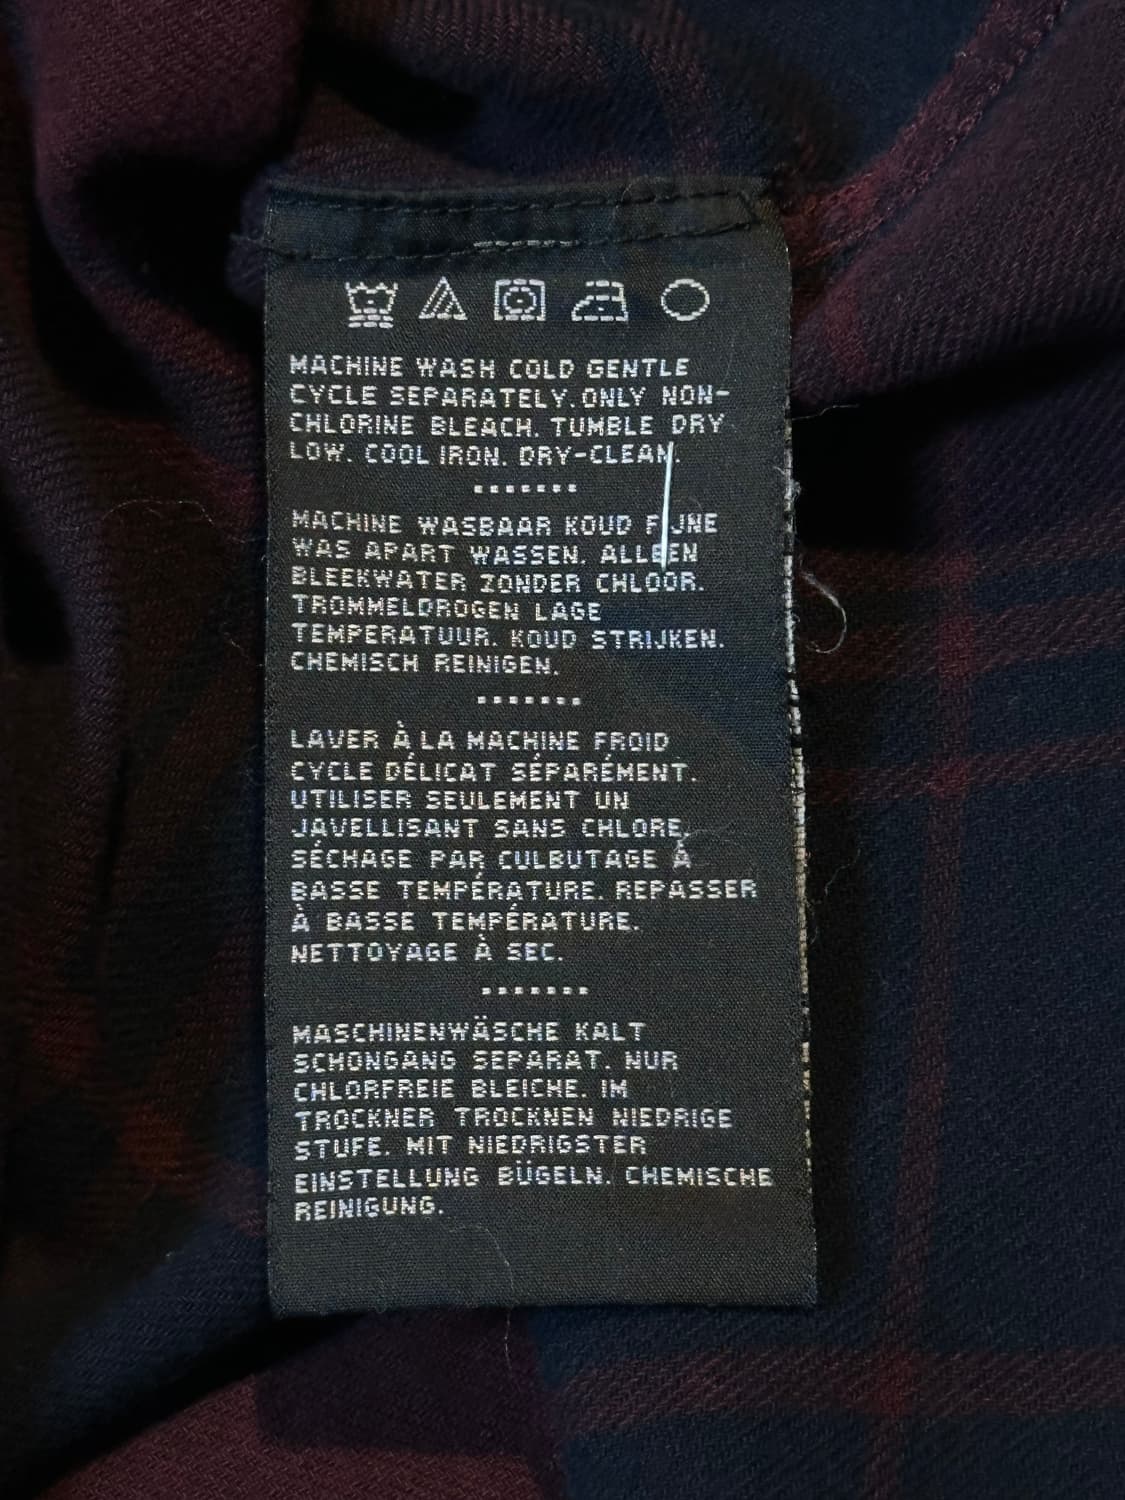 MACHINE WASH COLD GENTLE
CYCLE SEPARATELY. ONLY NON-
CHLORINE BLEACH. TUMBLE DRY
LOW. COOL IRON. DRY-CLEAN.
MACHINE WASBAAR KOUD FIJNE
WAS APART WASSEN. ALLEEN
BLEEKWATER ZONDER CHLOOR.
TROMMELDROGEN LAGE
TEMPERATUUR. KOUD STRIJKEN.
CHEMISCH REINIGEN.
LAVER À LA MACHINE FROID
CYCLE DÉLICAT SÉPARÉMENT.
UTILISER SEULEMENT UN
JAVELLISANT SANS CHLORE.
SÉCHAGE PAR CULBUTAGE À
BASSE TEMPÉRATURE. REPASSER
À BASSE TEMPÉRATURE.
NETTOYAGE À SEC.
MASCHINENWÄSCHE KALT
SCHONGANG SEPARAT. NUR
CHLORFREIE BLEICHE. IM
TROCKNER TROCKNEN NIEDRIGE
STUFE. MIT NIEDRIGSTER
EINSTELLUNG BÜGELN. CHEMISCHE
REINIGUNG.